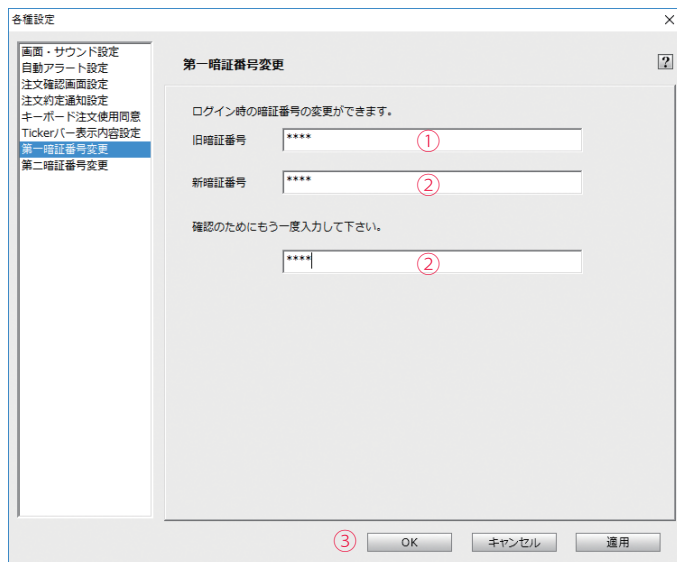 各種設定
画面・サウンド設定
自動アラート設定
注文確認画面設定
注文約定通知設定
キーボード注文使用同意
Tickerバー表示内容設定
第一暗証番号変更
第二暗証番号変更
第一暗証番号変更
?
ログイン時の暗証番号の変更ができます。
旧暗証番号 **** ①
新暗証番号 **** ②
確認のためにもう一度入力して下さい。
**** ②
③ OK キャンセル 適用